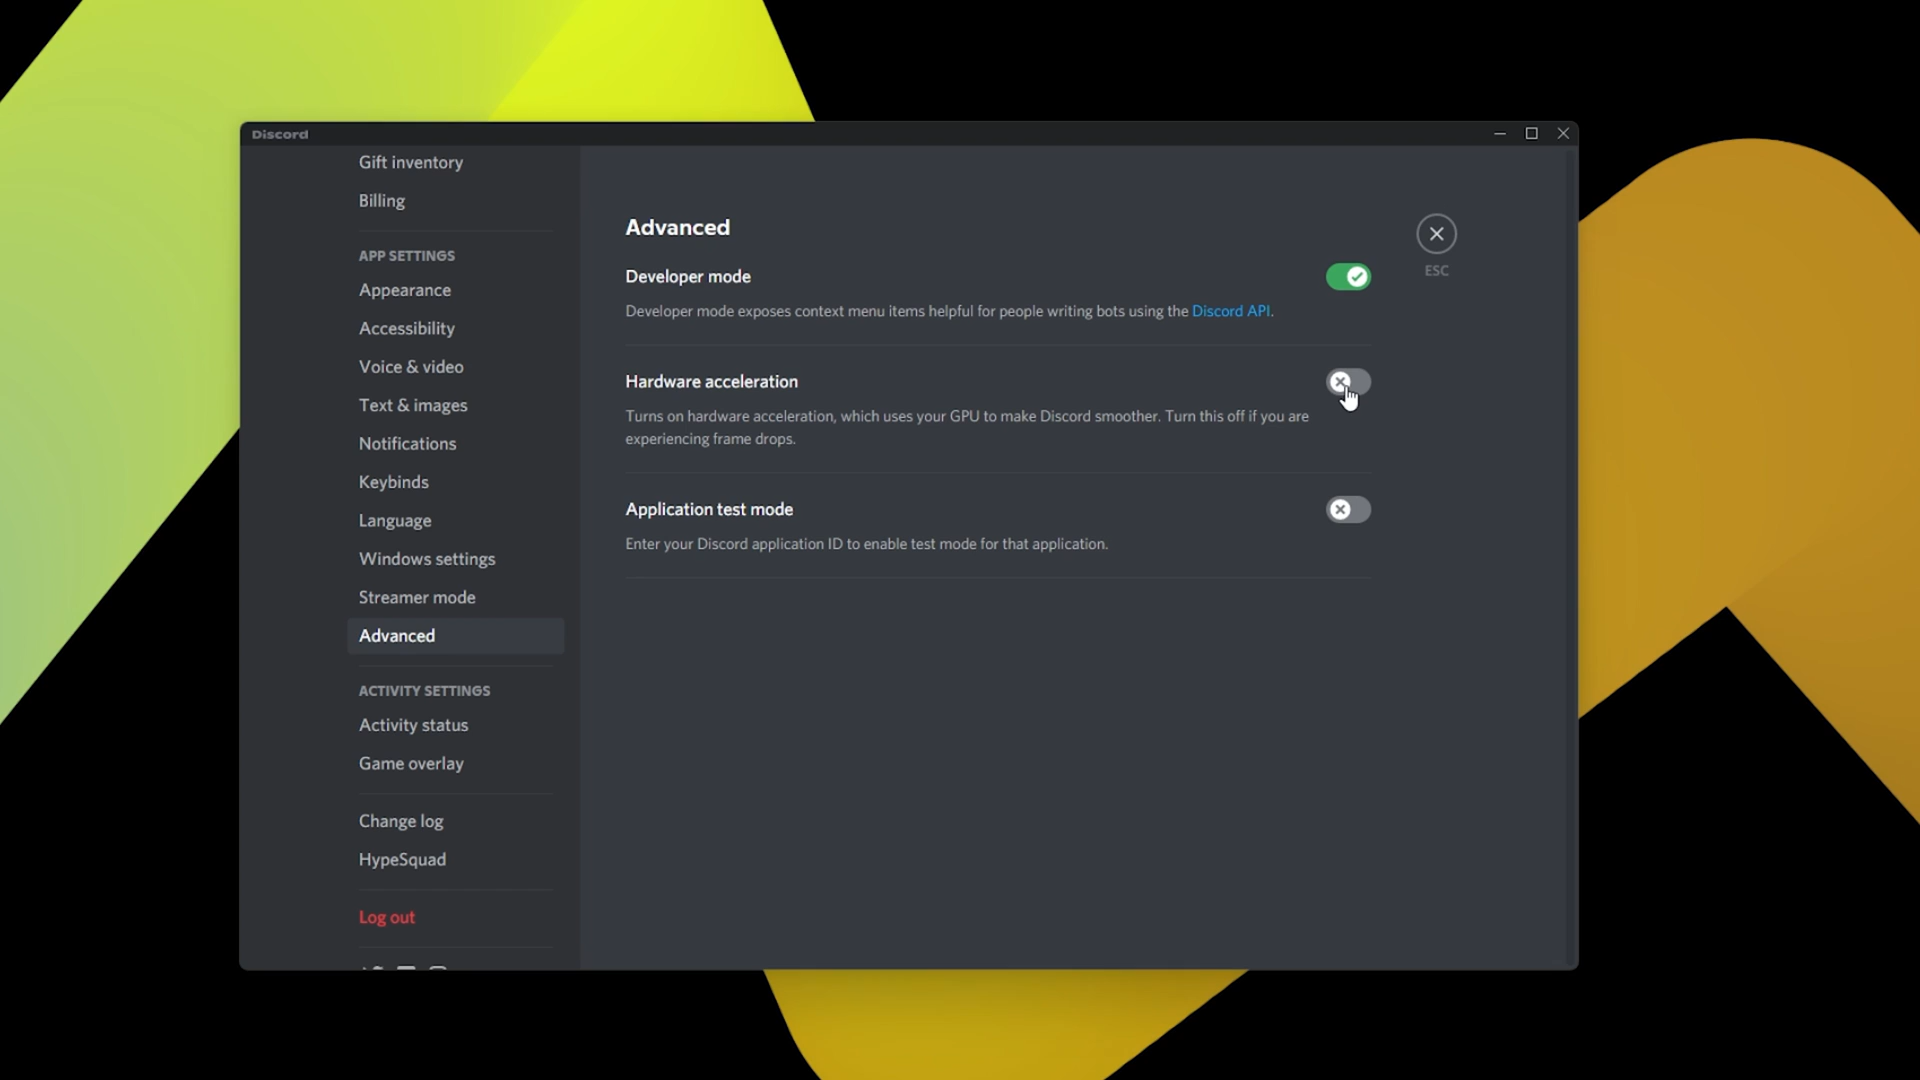 Discord
Gift inventory
Billing
APP SETTINGS
Appearance
Accessibility
Voice & video
Text & images
Notifications
Keybinds
Language
Windows settings
Streamer mode
Advanced
ACTIVITY SETTINGS
Activity status
Game overlay
Change log
HypeSquad
Log out
Advanced
Developer mode
Developer mode exposes context menu items helpful for people writing bots using the Discord API.
Hardware acceleration
Turns on hardware acceleration, which uses your GPU to make Discord smoother. Turn this off if you are
experiencing frame drops.
Application test mode
Enter your Discord application ID to enable test mode for that application.
ESC